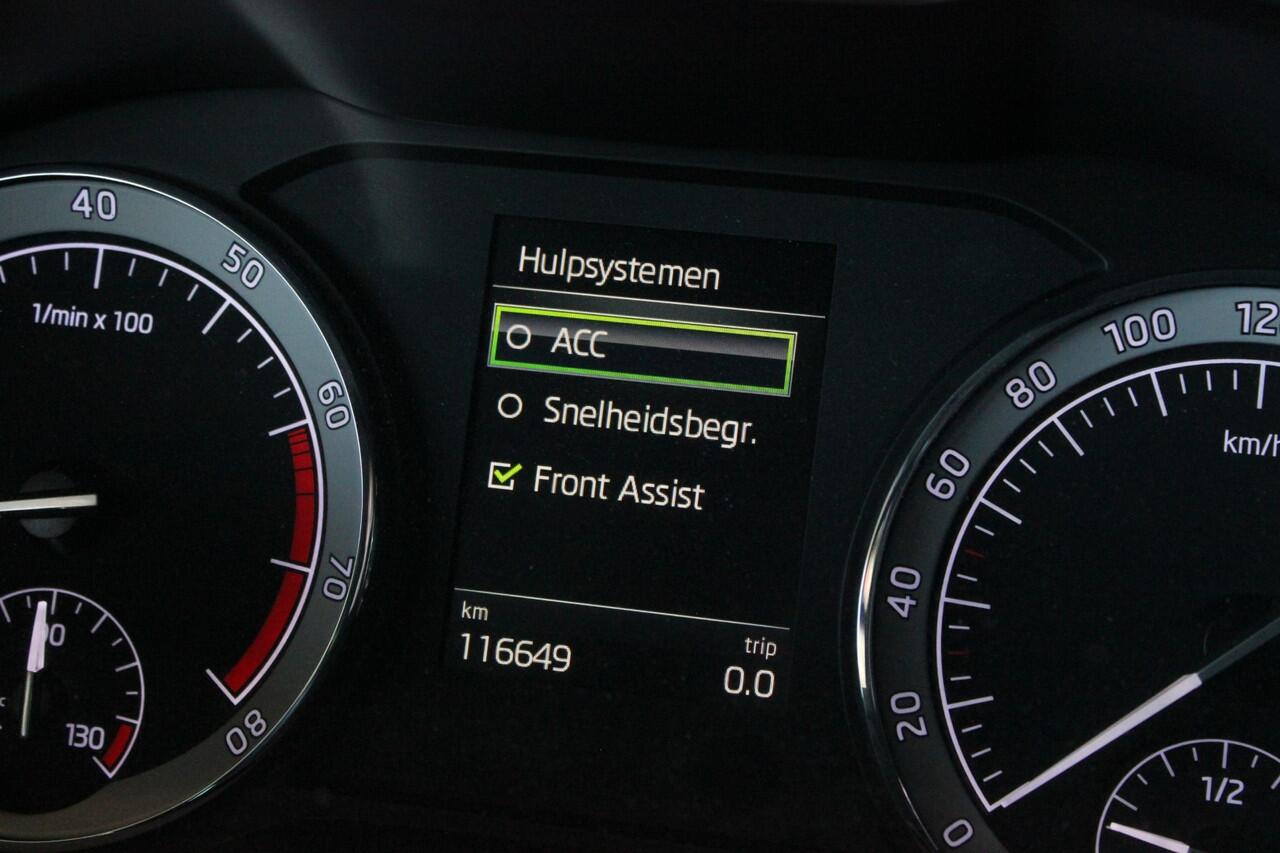 40
50
60
70
80
1/min x 100
130
Hulpsystemen
ACC
Snelheidsbegr.
Front Assist
km
116649
trip
0.0
0
20
40
60
80
100
km/h
1/2